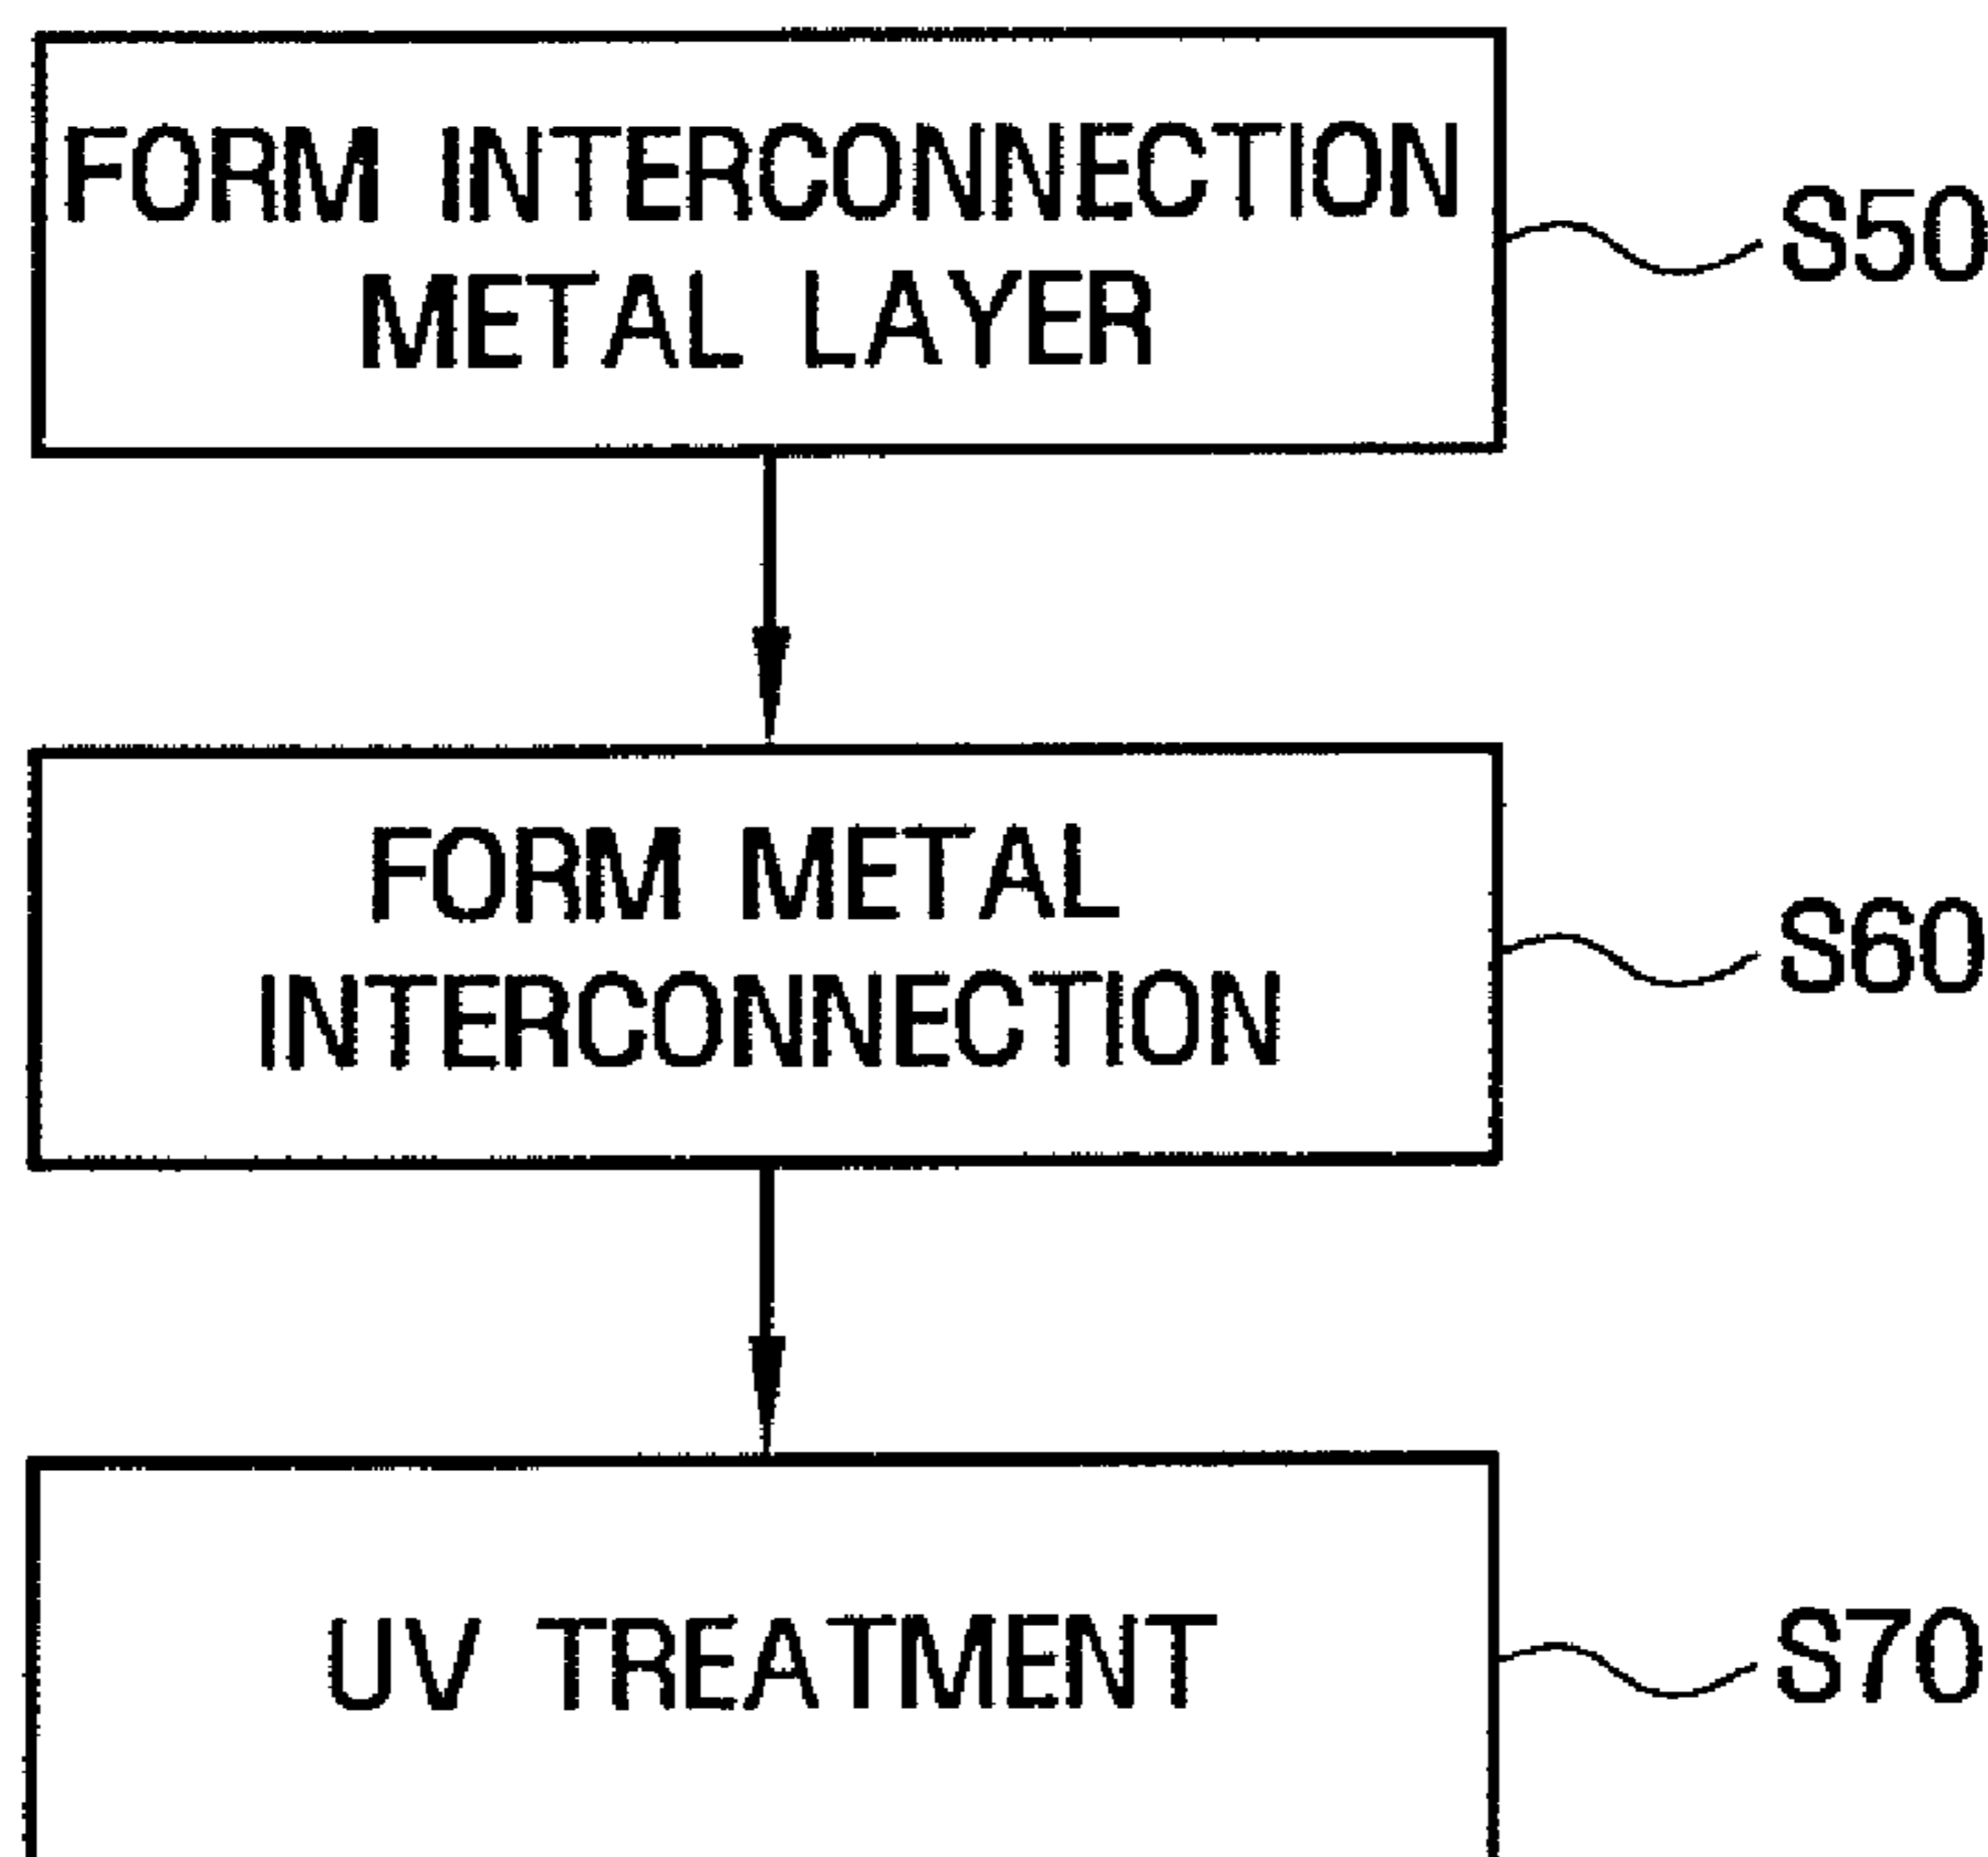 FORM INTERCONNECTION
METAL LAYER
S50
FORM METAL
INTERCONNECTION
S60
UV TREATMENT
S70